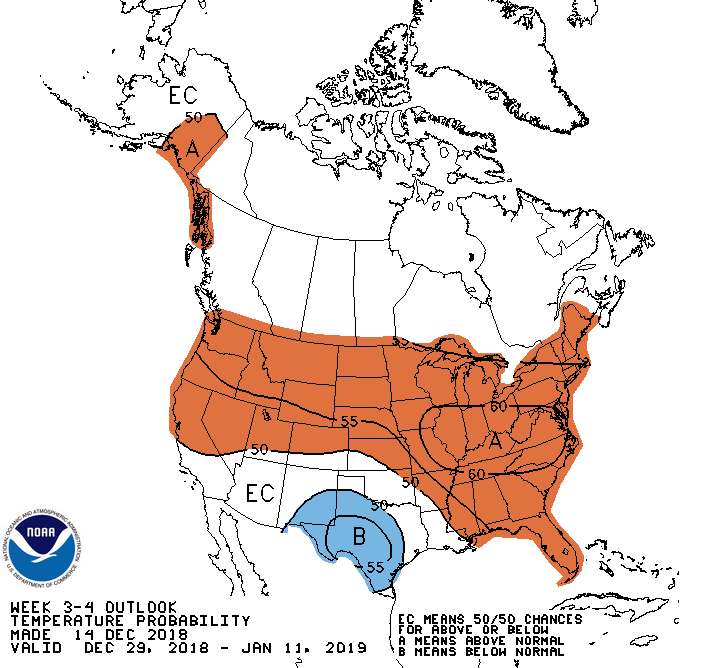 EC
50
A
55
55
60
A
50
60
50
EC
50
B
55
NATIONAL OCEANIC AND ATMOSPHERIC ADMINISTRATION
NOAA
U.S. DEPARTMENT OF COMMERCE
WEEK 3-4 OUTLOOK
TEMPERATURE PROBABILITY
MADE 14 DEC 2018
VALID DEC 29, 2018 - JAN 11, 2019
EC MEANS 50/50 CHANCES
FOR ABOVE OR BELOW
A MEANS ABOVE NORMAL
B MEANS BELOW NORMAL